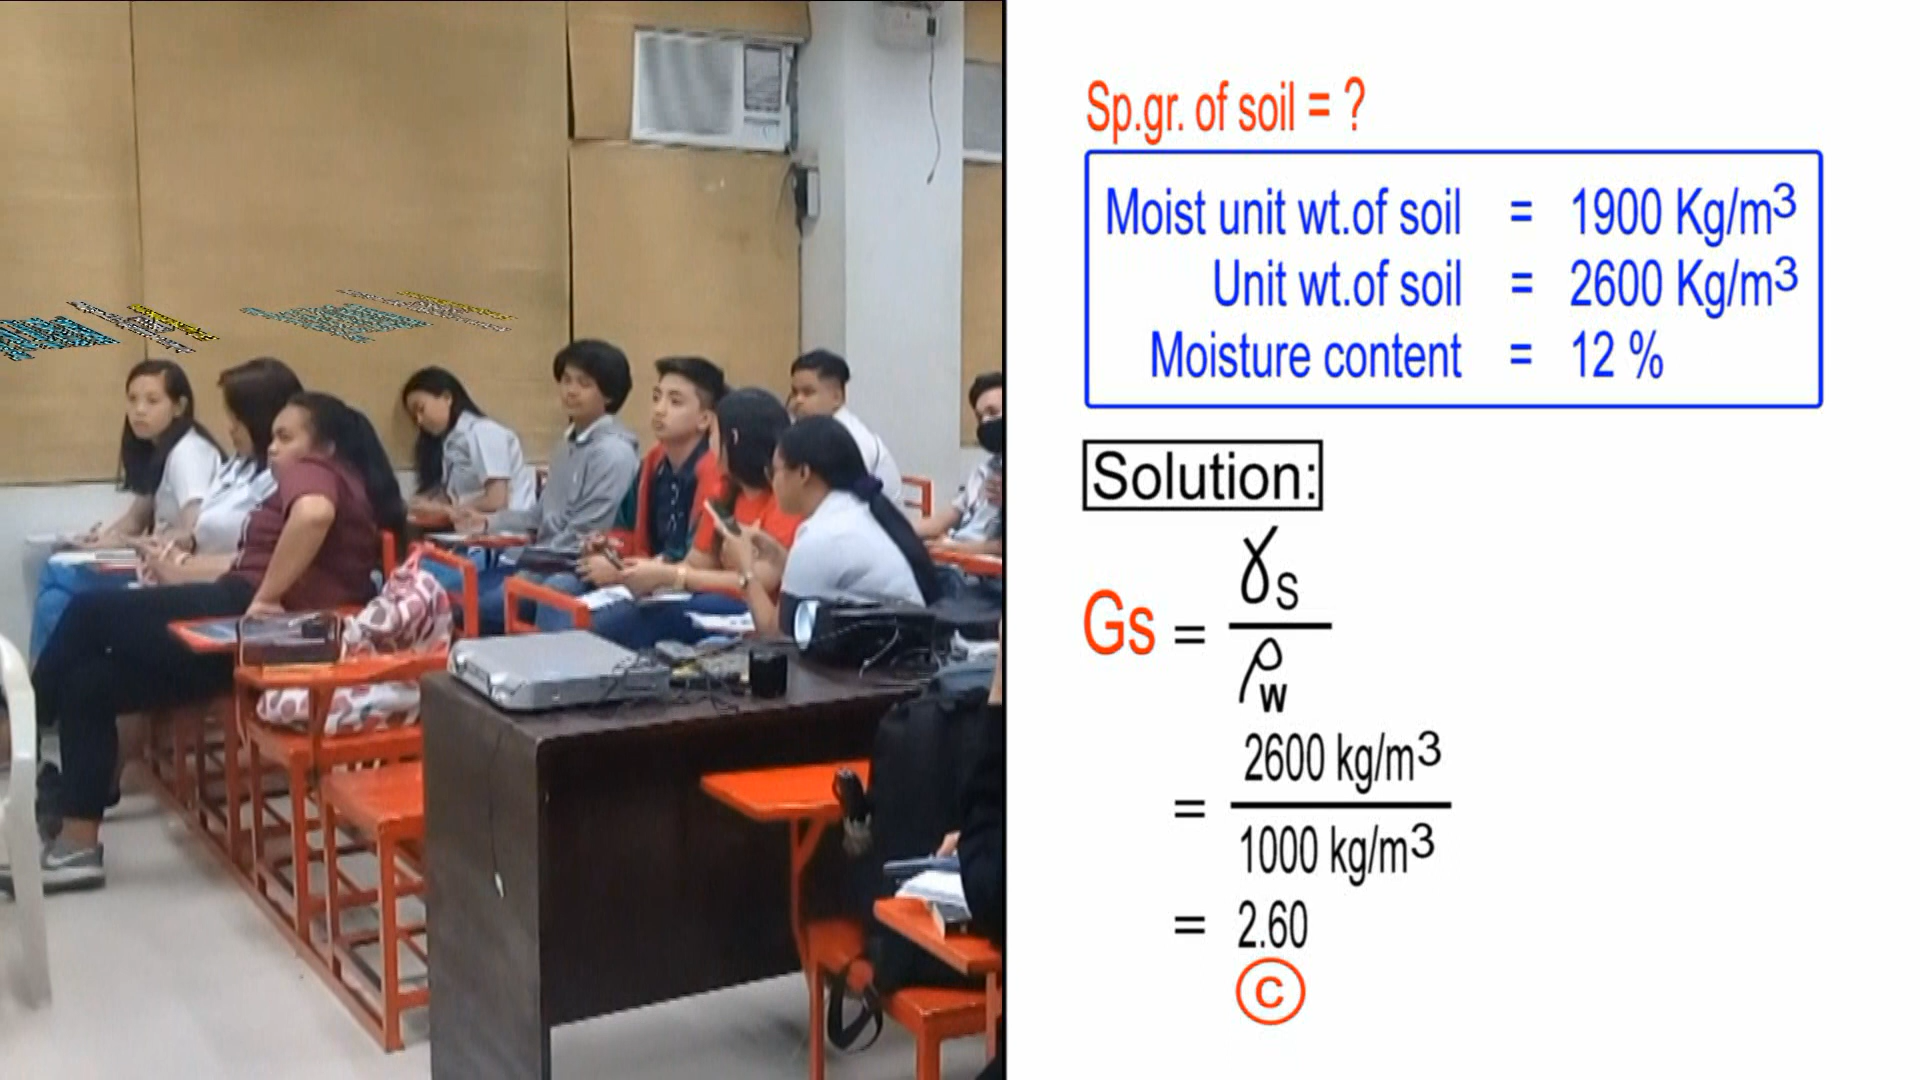 Sp.gr. of soil = ?
Moist unit wt.of soil = 1900 Kg/m3
Unit wt.of soil = 2600 Kg/m3
Moisture content = 12 %
Solution:
Gs = γs
ρw
= 2600 kg/m3
1000 kg/m3
= 2.60
C